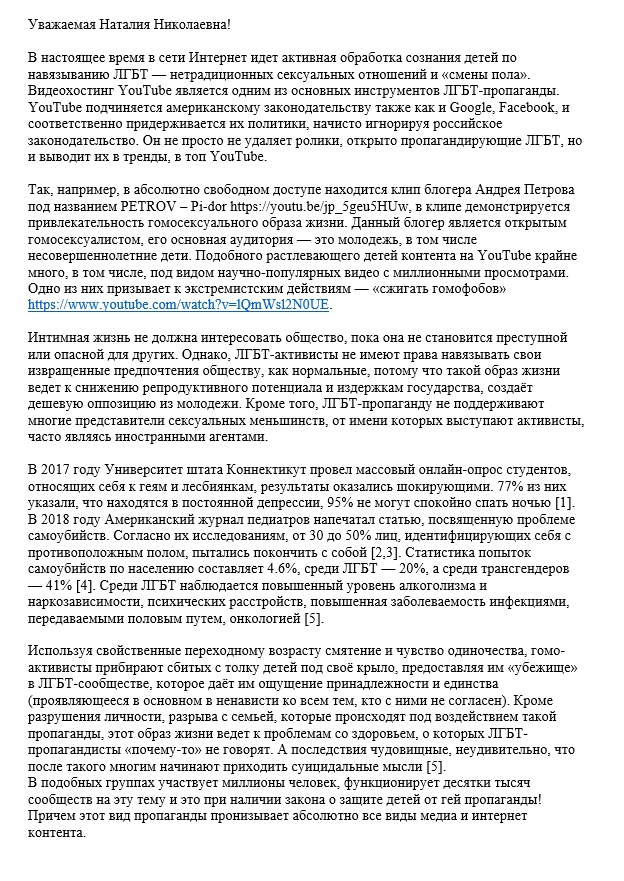 Уважаемая Наталия Николаевна!
В настоящее время в сети Интернет идет активная обработка сознания детей по
навязыванию ЛГБТ — нетрадиционных сексуальных отношений и «смены пола».
Видеохостинг YouTube является одним из основных инструментов ЛГБТ-пропаганды.
YouTube подчиняется американскому законодательству также как и Google, Facebook, и
соответственно придерживается их политики, начисто игнорируя российское
законодательство. Он не просто не удаляет ролики, открыто пропагандирующие ЛГБТ, но
и выводит их в тренды, в топ YouTube.
Так, например, в абсолютно свободном доступе находится клип блогера Андрея Петрова
под названием PETROV – Pi-dor https://youtu.be/jp_5geu5HUw, в клипе демонстрируется
привлекательность гомосексуального образа жизни. Данный блогер является открытым
гомосексуалистом, его основная аудитория — это молодежь, в том числе
несовершеннолетние дети. Подобного растлевающего детей контента на YouTube крайне
много, в том числе, под видом научно-популярных видео с миллионными просмотрами.
Одно из них призывает к экстремистским действиям — «сжигать гомофобов»
https://www.youtube.com/watch?v=lQmWsl2N0UE.
Интимная жизнь не должна интересовать общество, пока она не становится преступной
или опасной для других. Однако, ЛГБТ-активисты не имеют права навязывать свои
извращенные предпочтения обществу, как нормальные, потому что такой образ жизни
ведет к снижению репродуктивного потенциала и издержкам государства, создаёт
дешевую оппозицию из молодежи. Кроме того, ЛГБТ-пропаганду не поддерживают
многие представители сексуальных меньшинств, от имени которых выступают активисты,
часто являясь иностранными агентами.
В 2017 году Университет штата Коннектикут провел массовый онлайн-опрос студентов,
относящих себя к геям и лесбиянкам, результаты оказались шокирующими. 77% из них
указали, что находятся в постоянной депрессии, 95% не могут спокойно спать ночью [1].
В 2018 году Американский журнал педиатров напечатал статью, посвященную проблеме
самоубийств. Согласно их исследованиям, от 30 до 50% лиц, идентифицирующих себя с
противоположным полом, пытались покончить с собой [2,3]. Статистика попыток
самоубийств по населению составляет 4.6%, среди ЛГБТ — 20%, а среди трансгендеров
— 41% [4]. Среди ЛГБТ наблюдается повышенный уровень алкоголизма и
наркозависимости, психических расстройств, повышенная заболеваемость инфекциями,
передаваемыми половым путем, онкологией [5].
Используя свойственные переходному возрасту смятение и чувство одиночества, гомо-
активисты прибирают сбитых с толку детей под своё крыло, предоставляя им «убежище»
в ЛГБТ-сообществе, которое даёт им ощущение принадлежности и единства
(проявляющееся в основном в ненависти ко всем тем, кто с ними не согласен). Кроме
разрушения личности, разрыва с семьей, которые происходят под воздействием такой
пропаганды, этот образ жизни ведет к проблемам со здоровьем, о которых ЛГБТ-
пропагандисты «почему-то» не говорят. А последствия чудовищные, неудивительно, что
после такого многим начинают приходить суицидальные мысли [5].
В подобных группах участвует миллионы человек, функционирует десятки тысяч
сообществ на эту тему и это при наличии закона о защите детей от гей пропаганды!
Причем этот вид пропаганды пронизывает абсолютно все виды медиа и интернет
контента.